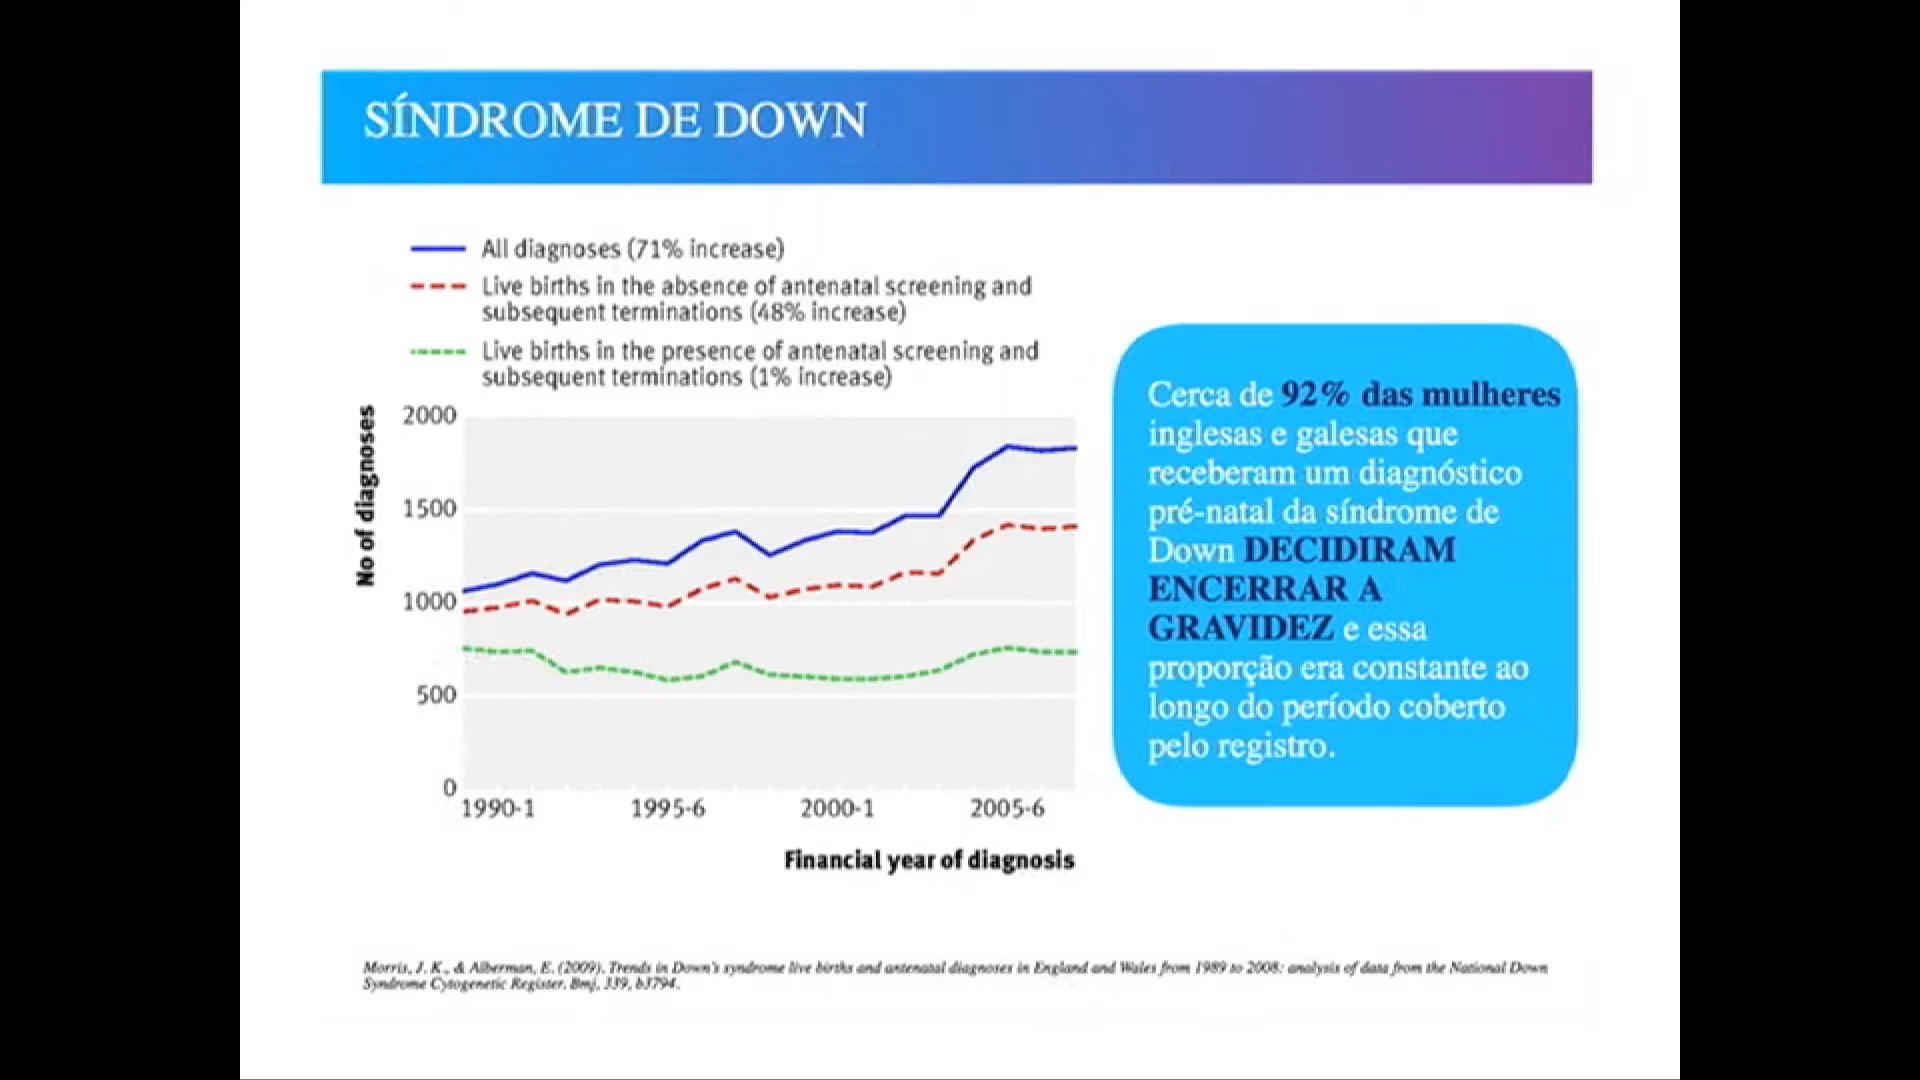 SÍNDROME DE DOWN
All diagnoses (71% increase)
Live births in the absence of antenatal screening and
subsequent terminations (48% increase)
Live births in the presence of antenatal screening and
subsequent terminations (1% increase)
No of diagnoses
2000
1500
1000
500
0
1990-1 1995-6 2000-1 2005-6
Financial year of diagnosis
Cerca de 92% das mulheres
inglesas e galesas que
receberam um diagnóstico
pré-natal da síndrome de
Down DECIDIRAM
ENCERRAR A
GRAVIDEZ e essa
proporção era constante ao
longo do período coberto
pelo registro.
Morris, J. K., & Alberman, E. (2009). Trends in Down's syndrome live births and antenatal diagnoses in England and Wales from 1989 to 2008: analysis of data from the National Down
Syndrome Cytogenetic Register. Bmj, 339, b3794.